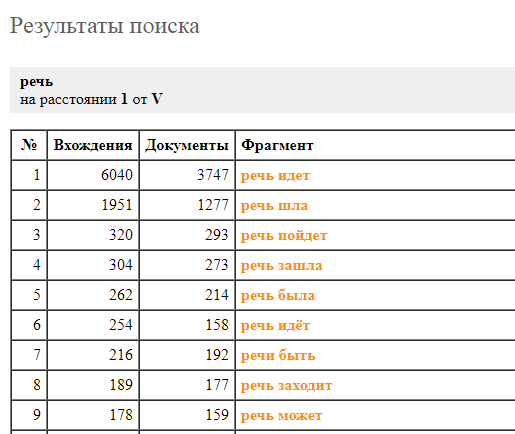 Результаты поиска
речь
на расстоянии 1 от V
№ Вхождения Документы Фрагмент
1 6040 3747 речь идет
2 1951 1277 речь шла
3 320 293 речь пойдет
4 304 273 речь зашла
5 262 214 речь была
6 254 158 речь идёт
7 216 192 речи быть
8 189 177 речь заходит
9 178 159 речь может